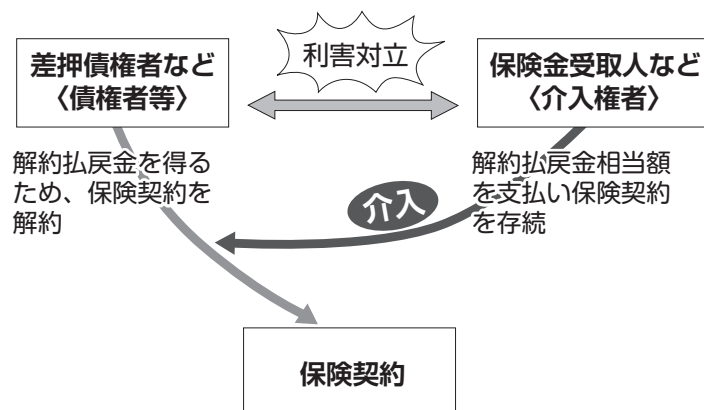 利害対立
差押債権者など
〈債権者等〉
保険金受取人など
〈介入権者〉
解約払戻金を得る
ため、保険契約を
解約
解約払戻金相当額
を支払い保険契約
を存続
介入
保険契約